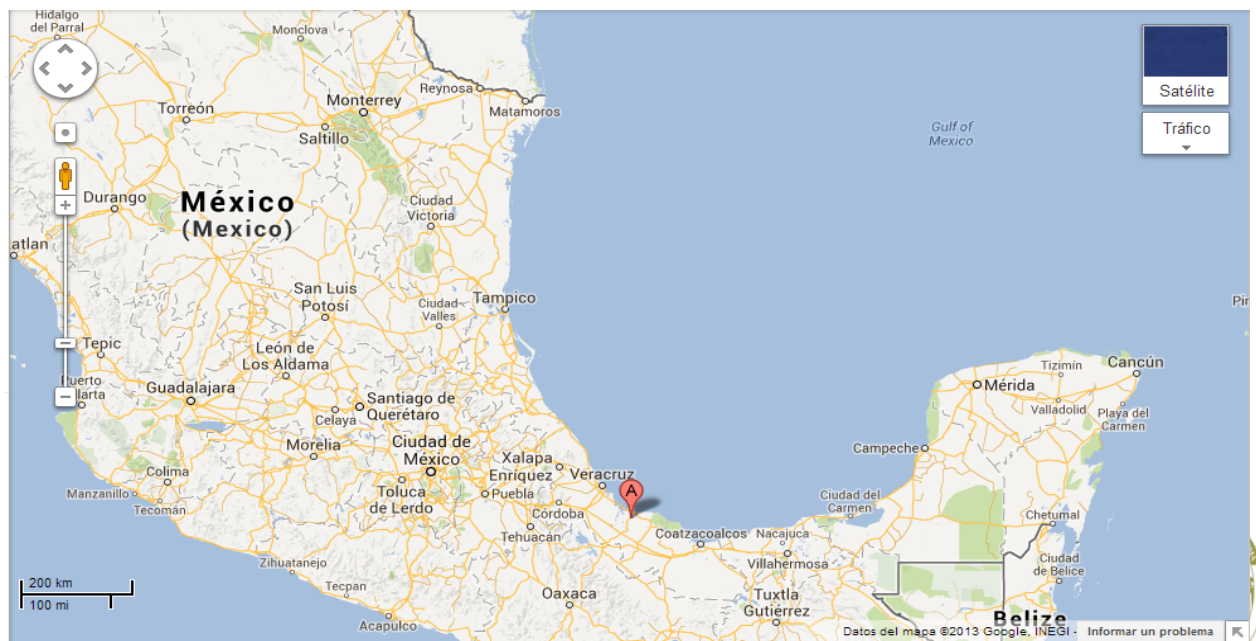 Hidalgo
del Parral
Monclova
Satélite
Tráfico
Reynosa
Matamoros
Monterrey
Torreón
Saltillo
Gulf of
Mexico
Durango
México
(Mexico)
Ciudad
Victoria
atlan
San Luis
Potosí
Ciudad
Valles
Tampico
Pin
Tepic
León de
Los Aldama
Puerto
llarta
Guadalajara
Santiago de
Querétaro
Celaya
Tizimín
Cancún
Mérida
Valladolid
Playa del
Carmen
Morelia
Ciudad de
México
Xalapa
Enríquez
Veracruz
A
Campeche
Colima
Manzanillo
Tecomán
Toluca
de Lerdo
Puebla
Córdoba
Tehuacán
Coatzacoalcos
Ciudad del
Carmen
Nacajuca
Villahermosa
Chetumal
Ciudad
de Belice
Zihuatanejo
Tecpan
Acapulco
Oaxaca
Tuxtla
Gutiérrez
Belize
200 km
100 mi
Datos del mapa ©2013 Google, INEGI -
Informar un problema